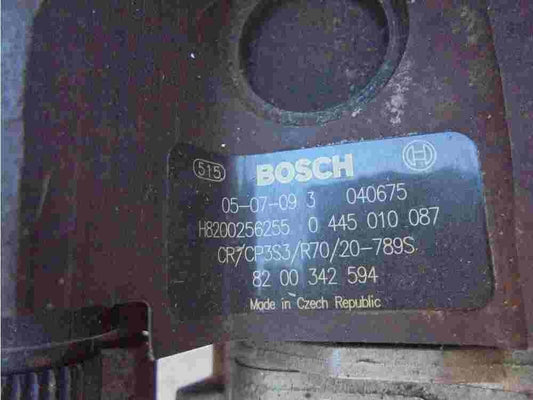 515 BOSCH
05-07-09 3 040675
H8200256255 0 445 010 087
CR/CP3S3/R70/20-789S
82 00 342 594
Made in Czech Republic